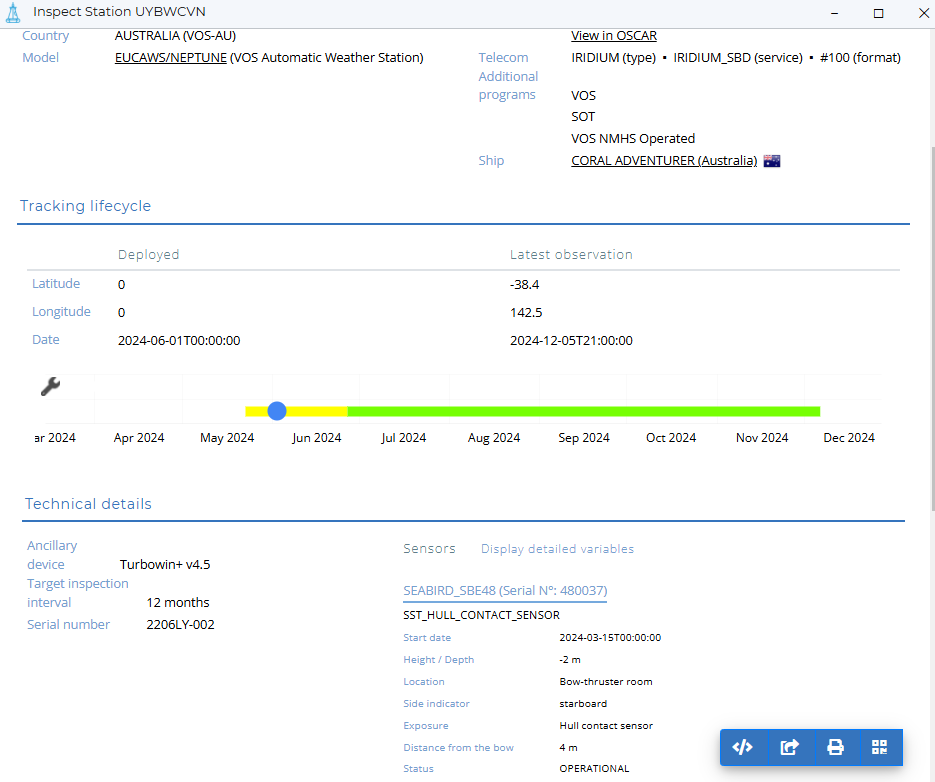 Inspect Station UYBWCVN
Country AUSTRALIA (VOS-AU) View in OSCAR
Model EUCAWS/NEPTUNE (VOS Automatic Weather Station)
Telecom IRIDIUM (type) • IRIDIUM_SBD (service) • #100 (format)
Additional
programs VOS
SOT
VOS NMHS Operated
Ship CORAL ADVENTURER (Australia)
Tracking lifecycle
Deployed Latest observation
Latitude 0 -38.4
Longitude 0 142.5
Date 2024-06-01T00:00:00 2024-12-05T21:00:00
ar 2024 Apr 2024 May 2024 Jun 2024 Jul 2024 Aug 2024 Sep 2024 Oct 2024 Nov 2024 Dec 2024
Technical details
Ancillary
device Turbowin+ v4.5
Target inspection
interval 12 months
Serial number 2206LY-002
Sensors Display detailed variables
SEABIRD_SBE48 (Serial N°: 480037)
SST_HULL_CONTACT_SENSOR
Start date 2024-03-15T00:00:00
Height / Depth -2 m
Location Bow-thruster room
Side indicator starboard
Exposure Hull contact sensor
Distance from the bow 4 m
Status OPERATIONAL